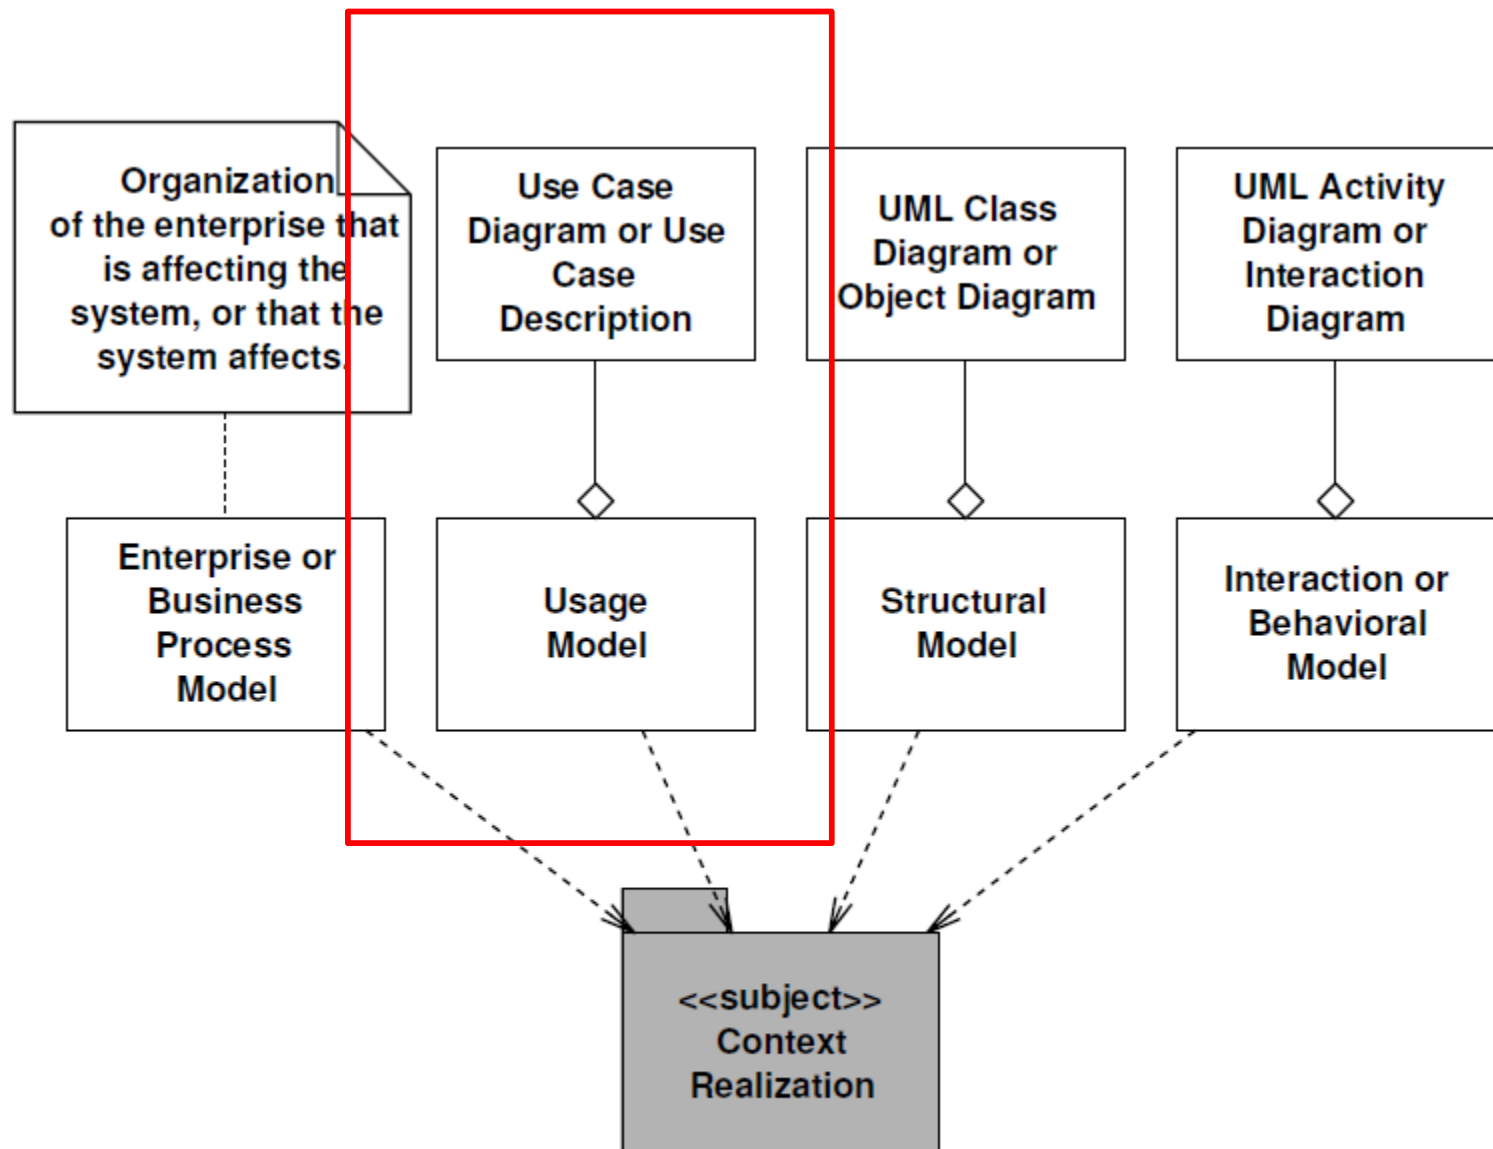 Organization
of the enterprise that
is affecting the
system, or that the
system affects.
Use Case
Diagram or Use
Case
Description
UML Class
Diagram or
Object Diagram
UML Activity
Diagram or
Interaction
Diagram
Enterprise or
Business
Process
Model
Usage
Model
Structural
Model
Interaction or
Behavioral
Model
<<subject>>
Context
Realization